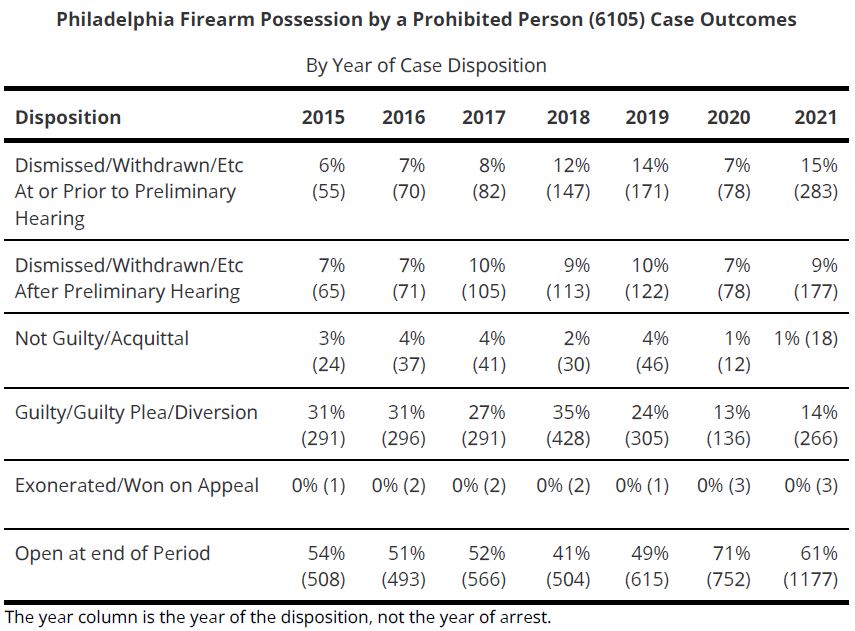 Philadelphia Firearm Possession by a Prohibited Person (6105) Case Outcomes
By Year of Case Disposition
Disposition 2015 2016 2017 2018 2019 2020 2021
Dismissed/Withdrawn/Etc 6% 7% 8% 12% 14% 7% 15%
At or Prior to Preliminary (55) (70) (82) (147) (171) (78) (283)
Hearing
Dismissed/Withdrawn/Etc 7% 7% 10% 9% 10% 7% 9%
After Preliminary Hearing (65) (71) (105) (113) (122) (78) (177)
Not Guilty/Acquittal 3% 4% 4% 2% 4% 1% 1% (18)
(24) (37) (41) (30) (46) (12)
Guilty/Guilty Plea/Diversion 31% 31% 27% 35% 24% 13% 14%
(291) (296) (291) (428) (305) (136) (266)
Exonerated/Won on Appeal 0% (1) 0% (2) 0% (2) 0% (2) 0% (1) 0% (3) 0% (3)
Open at end of Period 54% 51% 52% 41% 49% 71% 61%
(508) (493) (566) (504) (615) (752) (1177)
The year column is the year of the disposition, not the year of arrest.